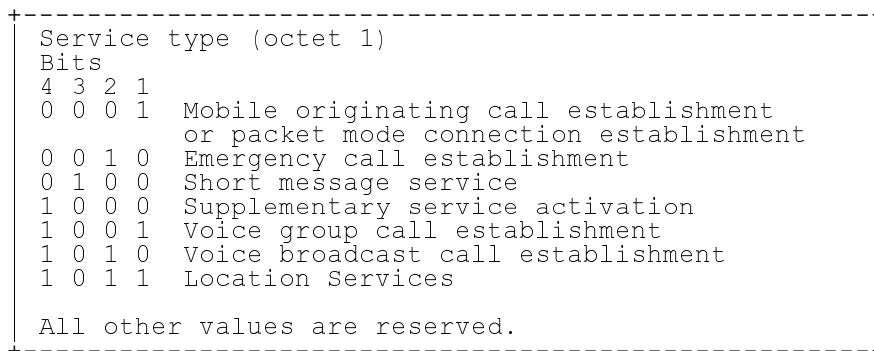 Service type (octet 1)
Bits
4 3 2 1
0 0 0 1 Mobile originating call establishment
or packet mode connection establishment
0 0 1 0 Emergency call establishment
0 1 0 0 Short message service
1 0 0 0 Supplementary service activation
1 0 0 1 Voice group call establishment
1 0 1 0 Voice broadcast call establishment
1 0 1 1 Location Services
All other values are reserved.